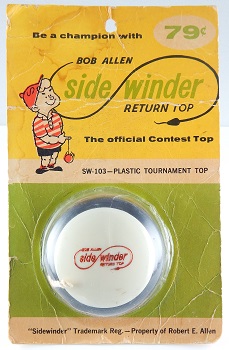 Be a champion with
79¢
BOB ALLEN
side winder
RETURN TOP
The official Contest Top
SW-103—PLASTIC TOURNAMENT TOP
BOB ALLEN
side winder
RETURN TOP
"Sidewinder" Trademark Reg. — Property of Robert E. Allen